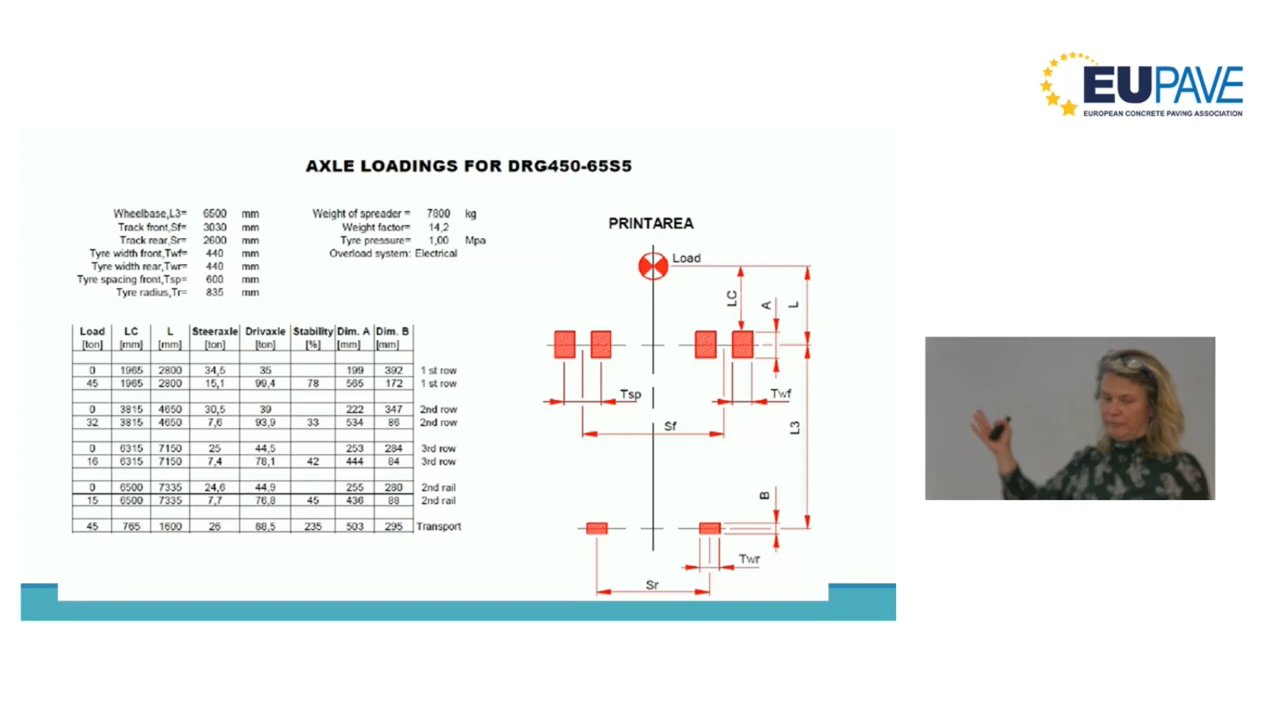 EUPAVE
EUROPEAN CONCRETE PAVING ASSOCIATION
AXLE LOADINGS FOR DRG450-65S5
Wheelbase,L3= 6500 mm
Track front,Sf= 3030 mm
Track rear,Sr= 2600 mm
Tyre width front,Twf= 440 mm
Tyre width rear,Twr= 440 mm
Tyre spacing front,Tsp= 600 mm
Tyre radius,Tr= 835 mm
Weight of spreader = 7800 kg
Weight factor= 14,2
Tyre pressure= 1,00 Mpa
Overload system: Electrical
Load LC L Steeraxle Drivaxle Stability Dim. A Dim. B
[ton] [mm] [mm] [ton] [ton] [%] [mm] [mm]
0 1965 2800 34,5 35 199 392 1 st row
45 1965 2800 15,1 99,4 78 565 172 1 st row
0 3815 4650 30,5 39 222 347 2nd row
32 3815 4650 7,6 93,9 33 534 86 2nd row
0 6315 7150 25 44,5 253 284 3rd row
16 6315 7150 7,4 78,1 42 444 84 3rd row
0 6500 7335 24,6 44,9 255 280 2nd rail
15 6500 7335 7,7 76,8 45 436 88 2nd rail
45 765 1600 26 88,5 235 503 295 Transport
PRINTAREA
Load
LC
A
L
Tsp
Twf
Sf
L3
B
Twr
Sr